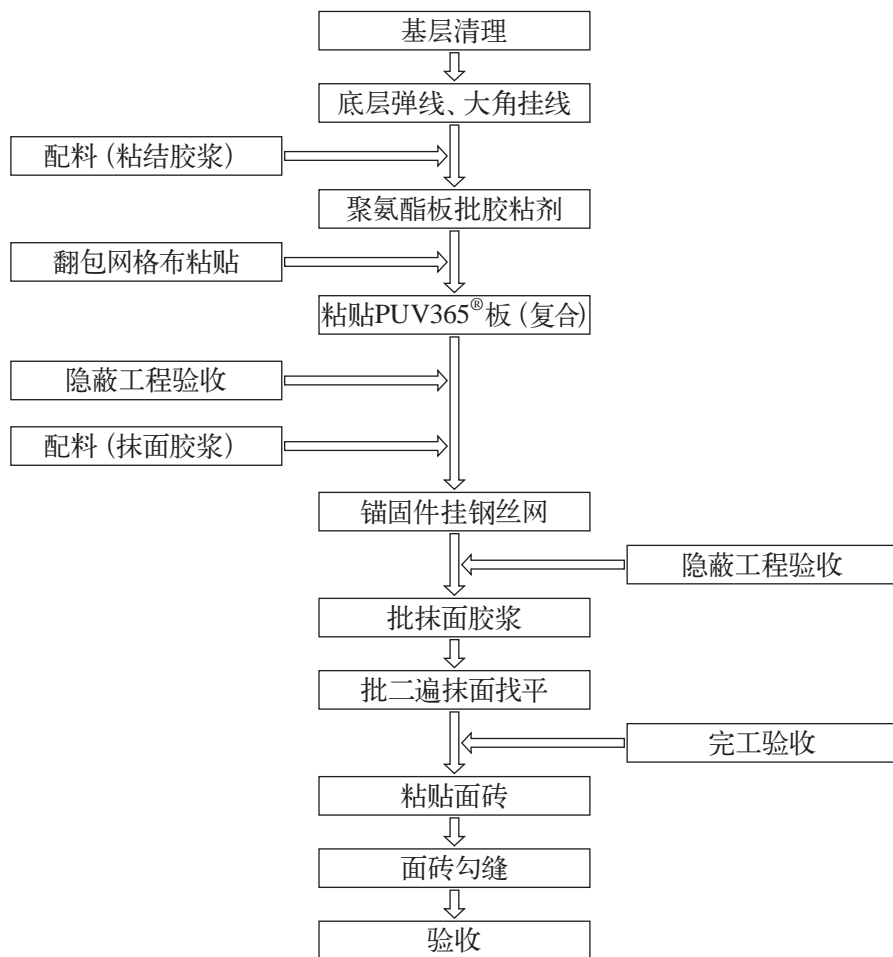 基层清理
底层弹线、大角挂线
配料（粘结胶浆）
聚氨酯板批胶粘剂
翻包网格布粘贴
粘贴PUV365®板（复合）
隐蔽工程验收
配料（抹面胶浆）
锚固件挂钢丝网
隐蔽工程验收
批抹面胶浆
批二遍抹面找平
完工验收
粘贴面砖
面砖勾缝
验收